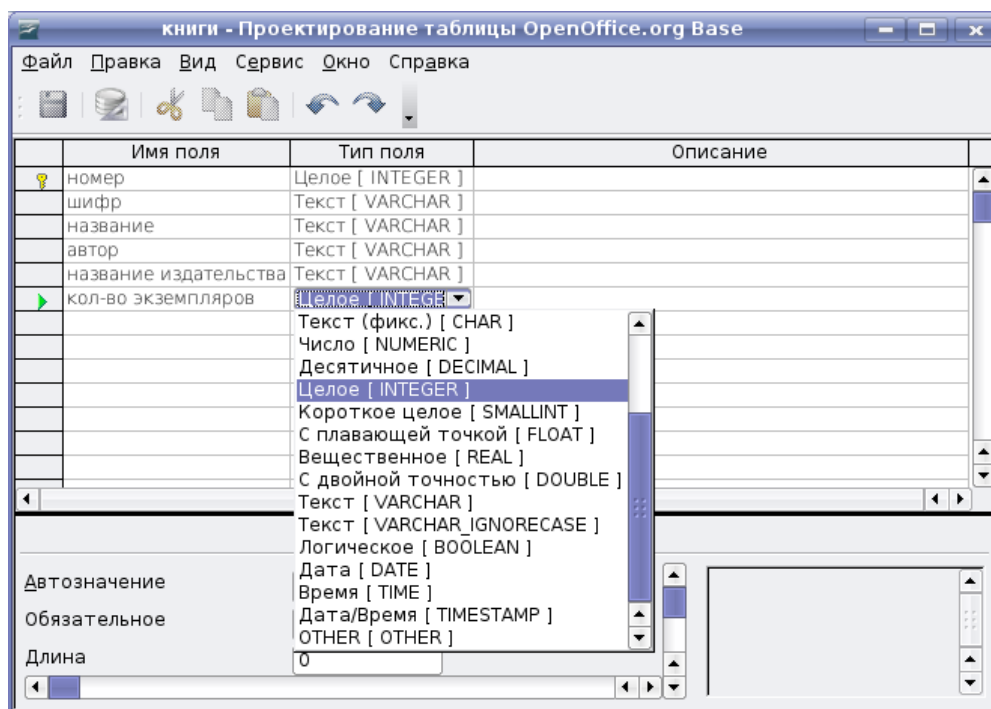 книги - Проектирование таблицы OpenOffice.org Base
Файл Правка Вид Сервис Окно Справка
Имя поля Тип поля Описание
номер Целое [ INTEGER ]
шифр Текст [ VARCHAR ]
название Текст [ VARCHAR ]
автор Текст [ VARCHAR ]
название издательства Текст [ VARCHAR ]
кол-во экземпляров Целое [ INTEGE
Текст (фикс.) [ CHAR ]
Число [ NUMERIC ]
Десятичное [ DECIMAL ]
Целое [ INTEGER ]
Короткое целое [ SMALLINT ]
С плавающей точкой [ FLOAT ]
Вещественное [ REAL ]
С двойной точностью [ DOUBLE ]
Текст [ VARCHAR ]
Текст [ VARCHAR_IGNORECASE ]
Логическое [ BOOLEAN ]
Дата [ DATE ]
Время [ TIME ]
Дата/Время [ TIMESTAMP ]
OTHER [ OTHER ]
Автозначение
Обязательное
Длина 0